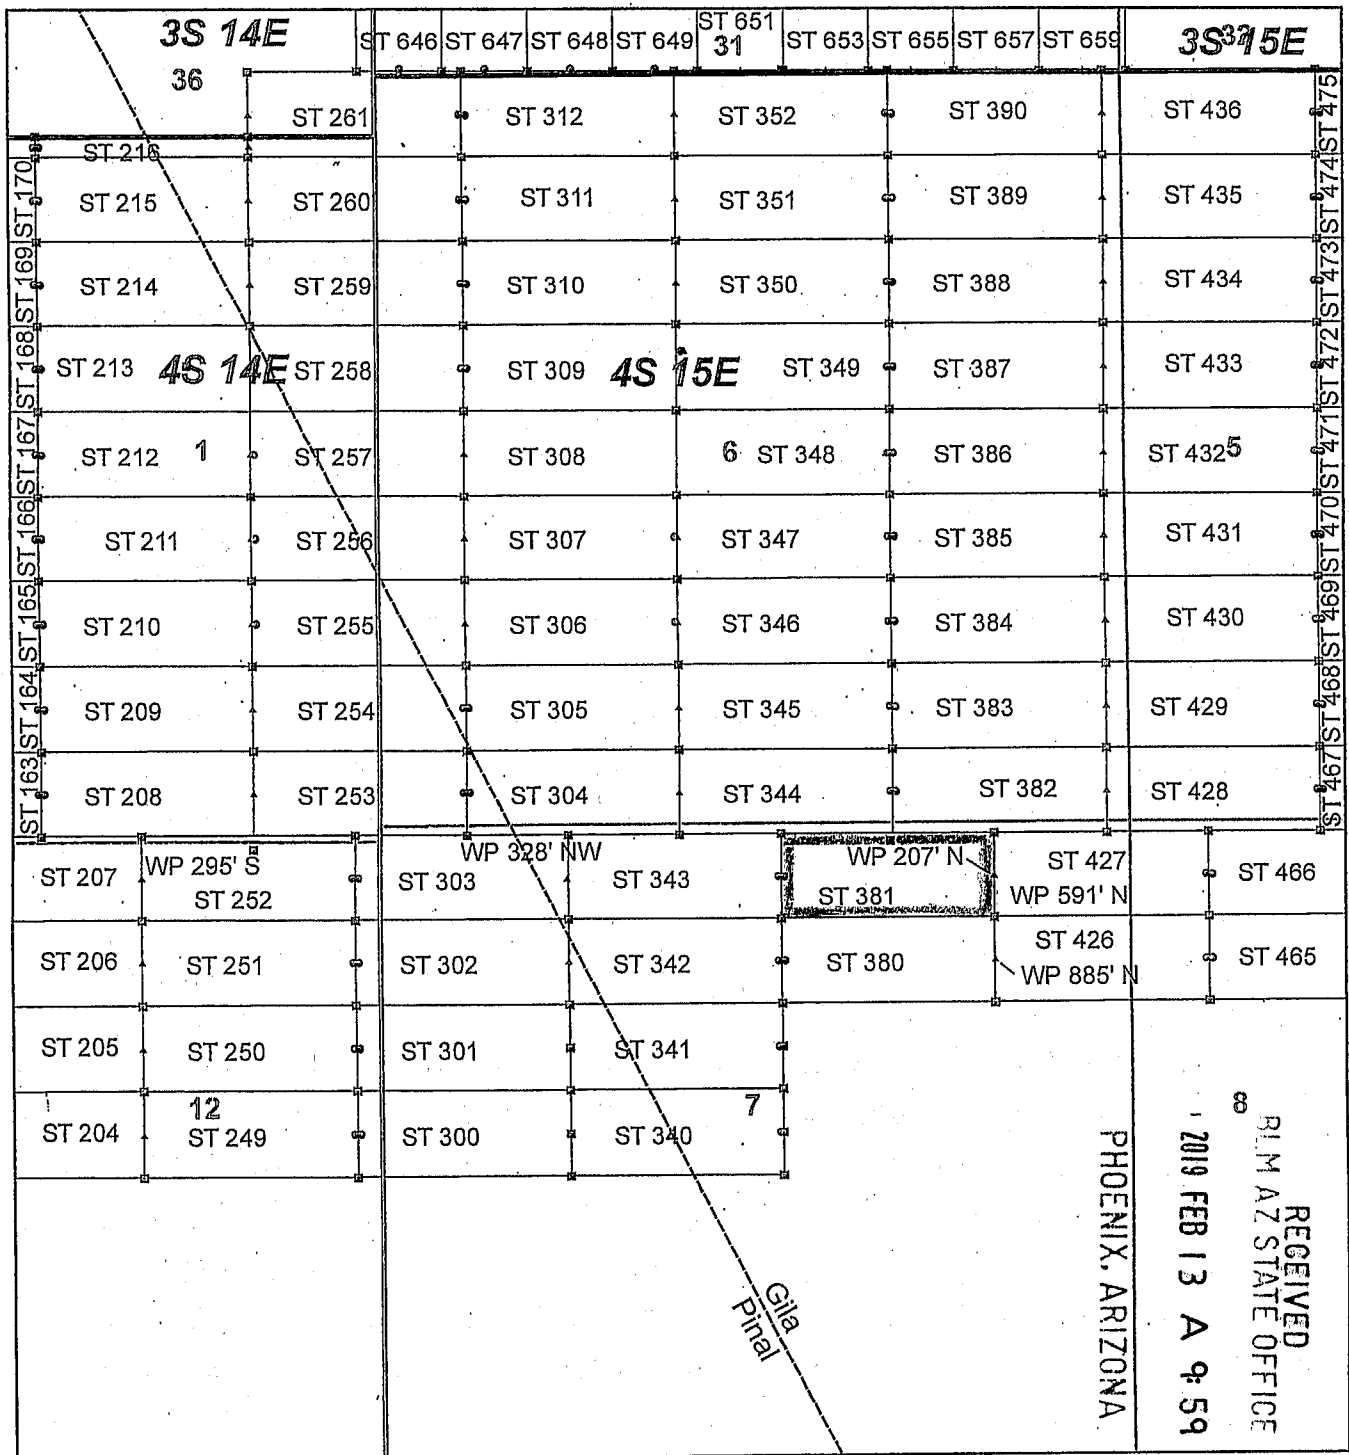 3S 14E
ST 646 ST 647 ST 648 ST 649 ST 651 ST 653 ST 655 ST 657 ST 659
31
3S 15E
36
ST 261 ST 312 ST 352 ST 390 ST 436 ST 475
ST 216
ST 170 ST 215 ST 260 ST 311 ST 351 ST 389 ST 435 ST 474
ST 169 ST 214 ST 259 ST 310 ST 350 ST 388 ST 434 ST 473
ST 168 ST 213 4S 14E ST 258 ST 309 4S 15E ST 349 ST 387 ST 433 ST 472
ST 167 ST 212 1 ST 257 ST 308 6 ST 348 ST 386 ST 432 5 ST 471
ST 166 ST 211 ST 256 ST 307 ST 347 ST 385 ST 431 ST 470
ST 165 ST 210 ST 255 ST 306 ST 346 ST 384 ST 430 ST 469
ST 164 ST 209 ST 254 ST 305 ST 345 ST 383 ST 429 ST 468
ST 163 ST 208 ST 253 ST 304 ST 344 ST 382 ST 428 ST 467
WP 295' S WP 328' NW WP 207' N
ST 207 ST 252 ST 303 ST 343 ST 381 ST 427 ST 466
WP 591' N
ST 206 ST 251 ST 302 ST 342 ST 380 ST 426 ST 465
WP 885' N
ST 205 ST 250 ST 301 ST 341
12 7 8
ST 204 ST 249 ST 300 ST 340
Gila
Pinal
RECEIVED
BLM AZ STATE OFFICE
2019 FEB 13 A 9:59
PHOENIX, ARIZONA